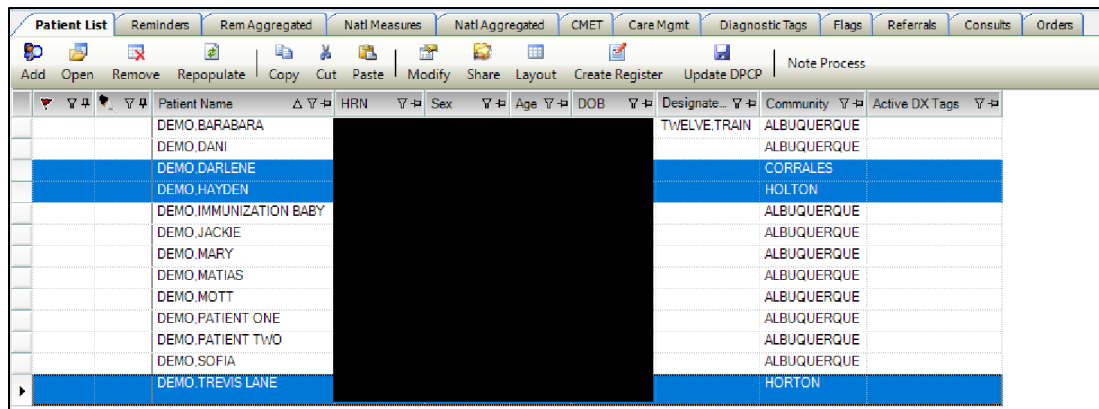 Patient List Reminders Rem Aggregated Natl Measures Natl Aggregated CMET Care Mgmt Diagnostic Tags Flags Referrals Consults Orders
Add Open Remove Repopulate Copy Cut Paste Modify Share Layout Create Register Update DPCP Note Process
Patient Name HRN Sex Age DOB Designate... Community Active DX Tags
DEMO,BARABARA TWELVE,TRAIN ALBUQUERQUE
DEMO,DANI ALBUQUERQUE
DEMO,DARLENE CORRALES
DEMO,HAYDEN HOLTON
DEMO,IMMUNIZATION BABY ALBUQUERQUE
DEMO,JACKIE ALBUQUERQUE
DEMO,MARY ALBUQUERQUE
DEMO,MATIAS ALBUQUERQUE
DEMO,MOTT ALBUQUERQUE
DEMO,PATIENT ONE ALBUQUERQUE
DEMO,PATIENT TWO ALBUQUERQUE
DEMO,SOFIA ALBUQUERQUE
DEMO,TREVIS LANE HORTON